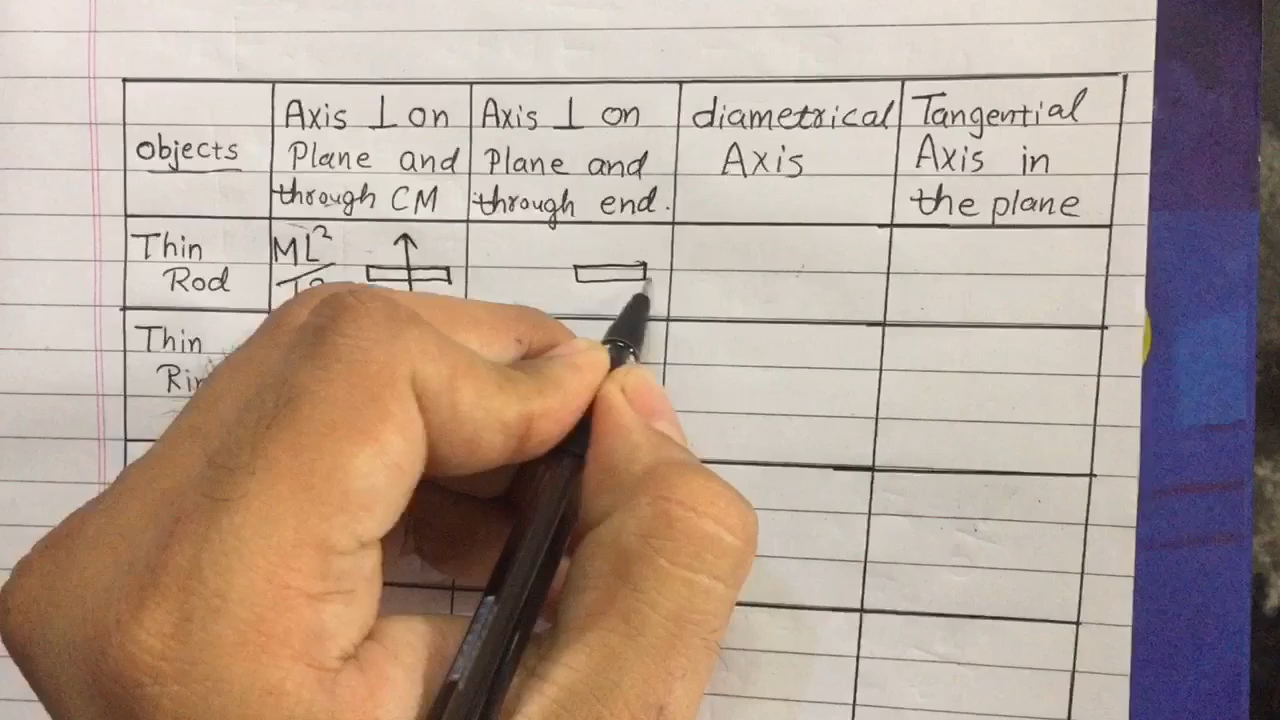 objects
Axis ⊥ on
Plane and
through CM
Axis ⊥ on
Plane and
through end.
diametrical
Axis
Tangential
Axis in
the plane
Thin
Rod
ML²
Thin